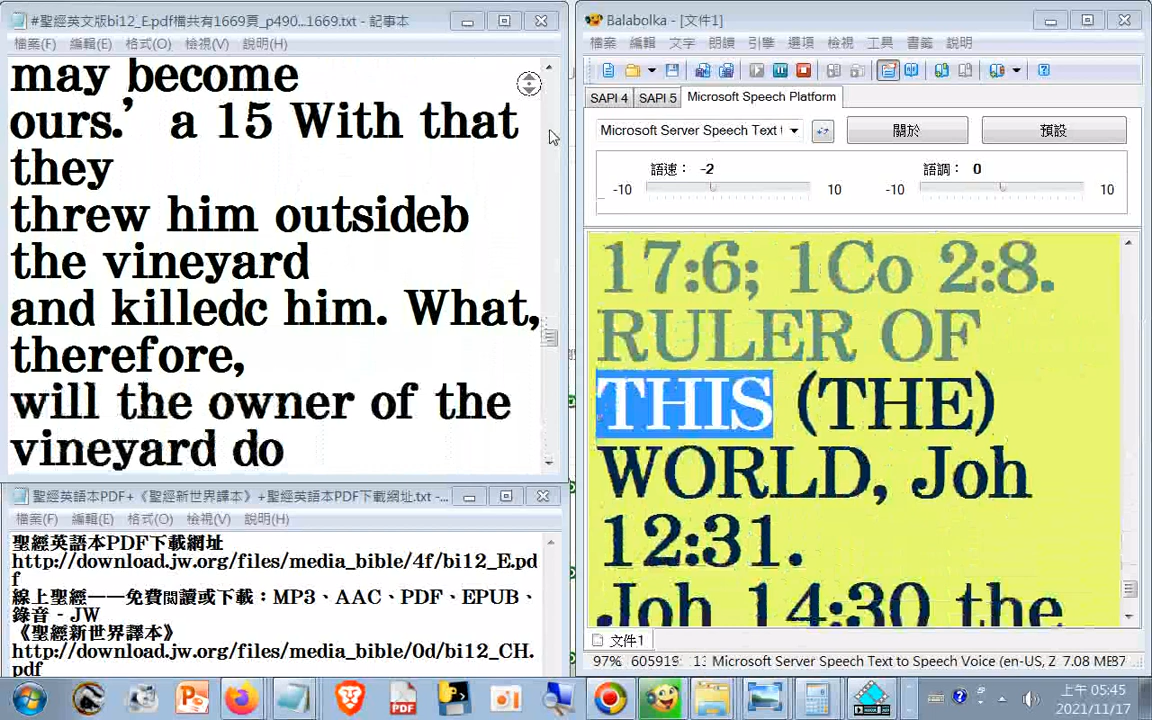 #聖經英文版bi12_E.pdf檔共有1669頁_p490...1669.txt - 記事本
檔案(F) 編輯(E) 格式(O) 檢視(V) 說明(H)
may become
ours.’ a 15 With that
they
threw him outsideb
the vineyard
and killedc him. What,
therefore,
will the owner of the
vineyard do
聖經英語本PDF+《聖經新世界譯本》+聖經英語本PDF下載網址.txt -...
檔案(F) 編輯(E) 格式(O) 檢視(V) 說明(H)
聖經英語本PDF下載網址
http://download.jw.org/files/media_bible/4f/bi12_E.pd
f
線上聖經──免費閱讀或下載：MP3、AAC、PDF、EPUB、
錄音 - JW
《聖經新世界譯本》
http://download.jw.org/files/media_bible/0d/bi12_CH.
pdf
Balabolka - [文件1]
檔案 編輯 文字 朗讀 引擎 選項 檢視 工具 書籤 說明
SAPI 4 SAPI 5 Microsoft Speech Platform
Microsoft Server Speech Text t 關於 預設
語速： -2 語調： 0
-10 10 -10 10
17:6; 1Co 2:8.
RULER OF
THIS (THE)
WORLD, Joh
12:31.
Joh 14:30 the
文件1
97% 605919 : 13 Microsoft Server Speech Text to Speech Voice (en-US, Z 7.08 MB
上午 05:45
2021/11/17